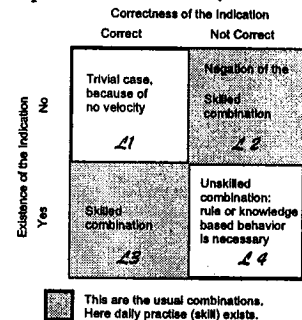 Correctness of the Indication
Correct
Not Correct
Existence of the Indication
No
Yes
Trivial case,
because of
no velocity
L1
Negation of the
Skilled
combination
L 2
Skilled
combination
L3
Unskilled
combination:
rule or knowledge
based behavior
is necessary
L 4
This are the usual combinations.
Here daily practise (skill) exists.